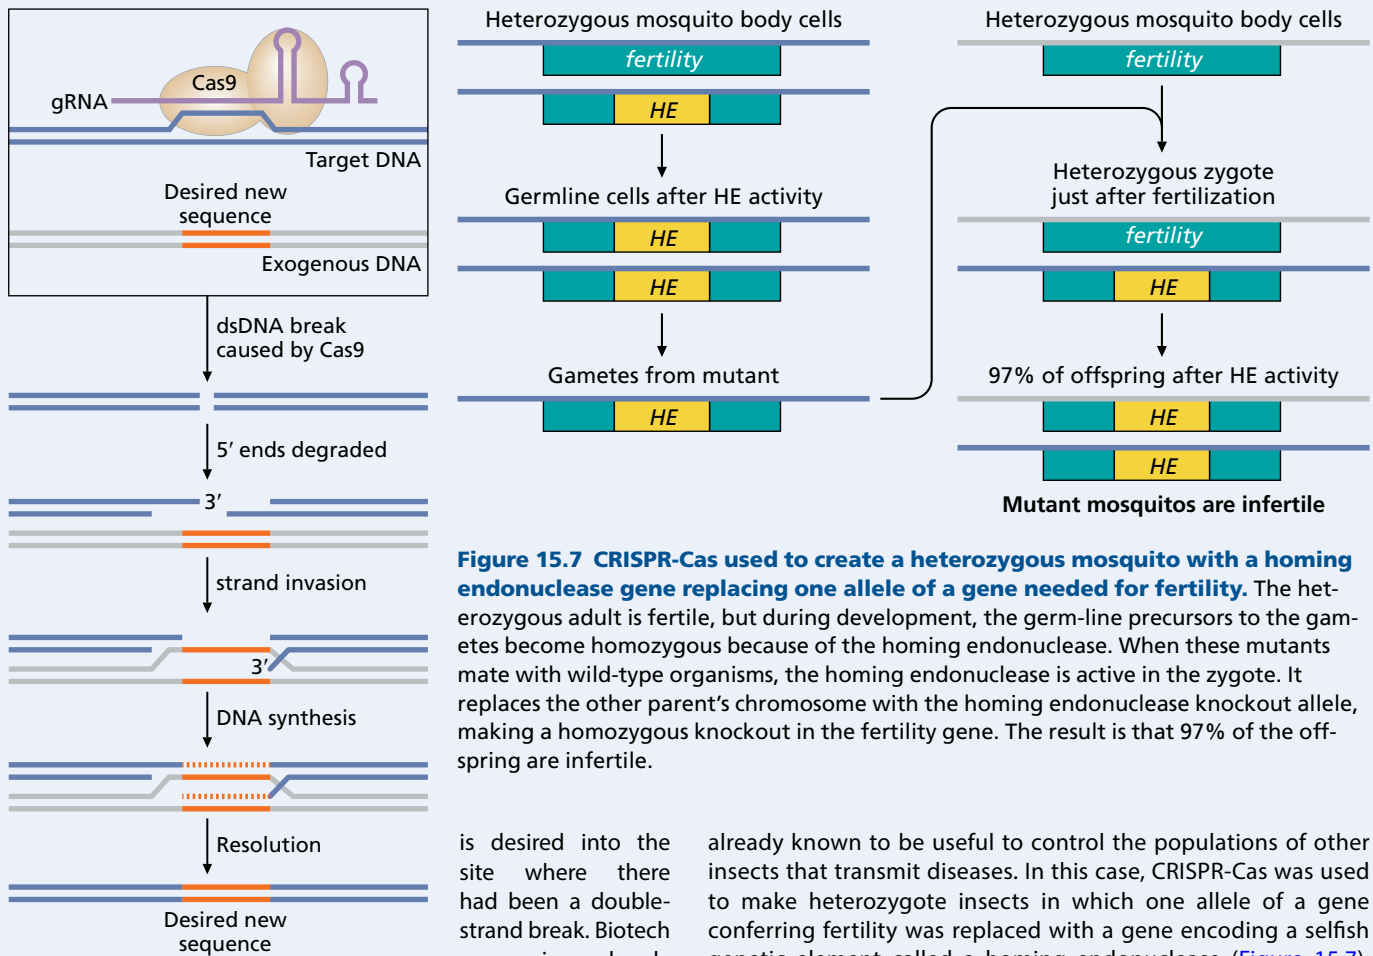 Cas9
gRNA
Target DNA
Desired new
sequence
Exogenous DNA
dsDNA break
caused by Cas9
5′ ends degraded
3′
strand invasion
3′
DNA synthesis
Resolution
Desired new
sequence
Heterozygous mosquito body cells
fertility
HE
Germline cells after HE activity
HE
HE
Gametes from mutant
HE
Heterozygous mosquito body cells
fertility
Heterozygous zygote
just after fertilization
fertility
HE
97% of offspring after HE activity
HE
HE
Mutant mosquitos are infertile
Figure 15.7 CRISPR-Cas used to create a heterozygous mosquito with a homing
endonuclease gene replacing one allele of a gene needed for fertility. The het-
erozygous adult is fertile, but during development, the germ-line precursors to the gam-
etes become homozygous because of the homing endonuclease. When these mutants
mate with wild-type organisms, the homing endonuclease is active in the zygote. It
replaces the other parent's chromosome with the homing endonuclease knockout allele,
making a homozygous knockout in the fertility gene. The result is that 97% of the off-
spring are infertile.
is desired into the
site where there
had been a double-
strand break. Biotech
already known to be useful to control the populations of other
insects that transmit diseases. In this case, CRISPR-Cas was used
to make heterozygote insects in which one allele of a gene
conferring fertility was replaced with a gene encoding a selfish
genetic element called a homing endonuclease (Figure 15.7).